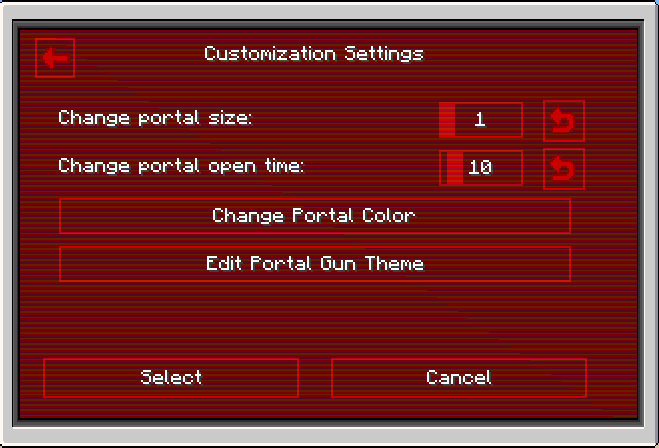 Customization Settings
Change portal size:
1
Change portal open time:
10
Change Portal Color
Edit Portal Gun Theme
Select
Cancel